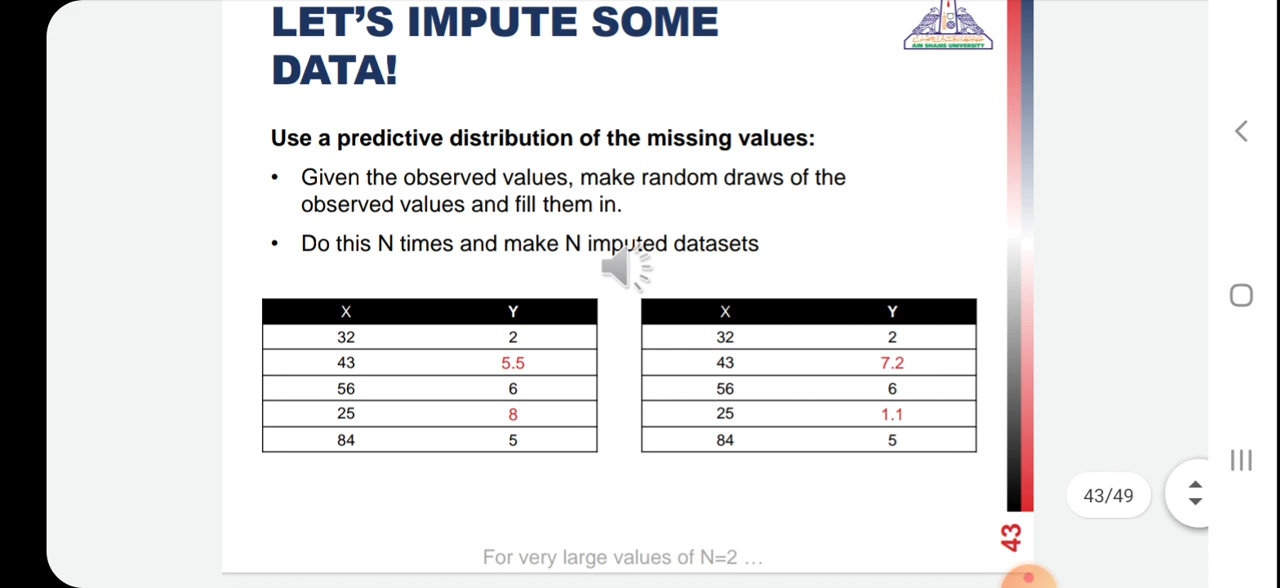 LET'S IMPUTE SOME
DATA!
AIN SHAMS UNIVERSITY
Use a predictive distribution of the missing values:
• Given the observed values, make random draws of the
observed values and fill them in.
• Do this N times and make N imputed datasets
X Y
32 2
43 5.5
56 6
25 8
84 5
X Y
32 2
43 7.2
56 6
25 1.1
84 5
43/49
43
For very large values of N=2 ...